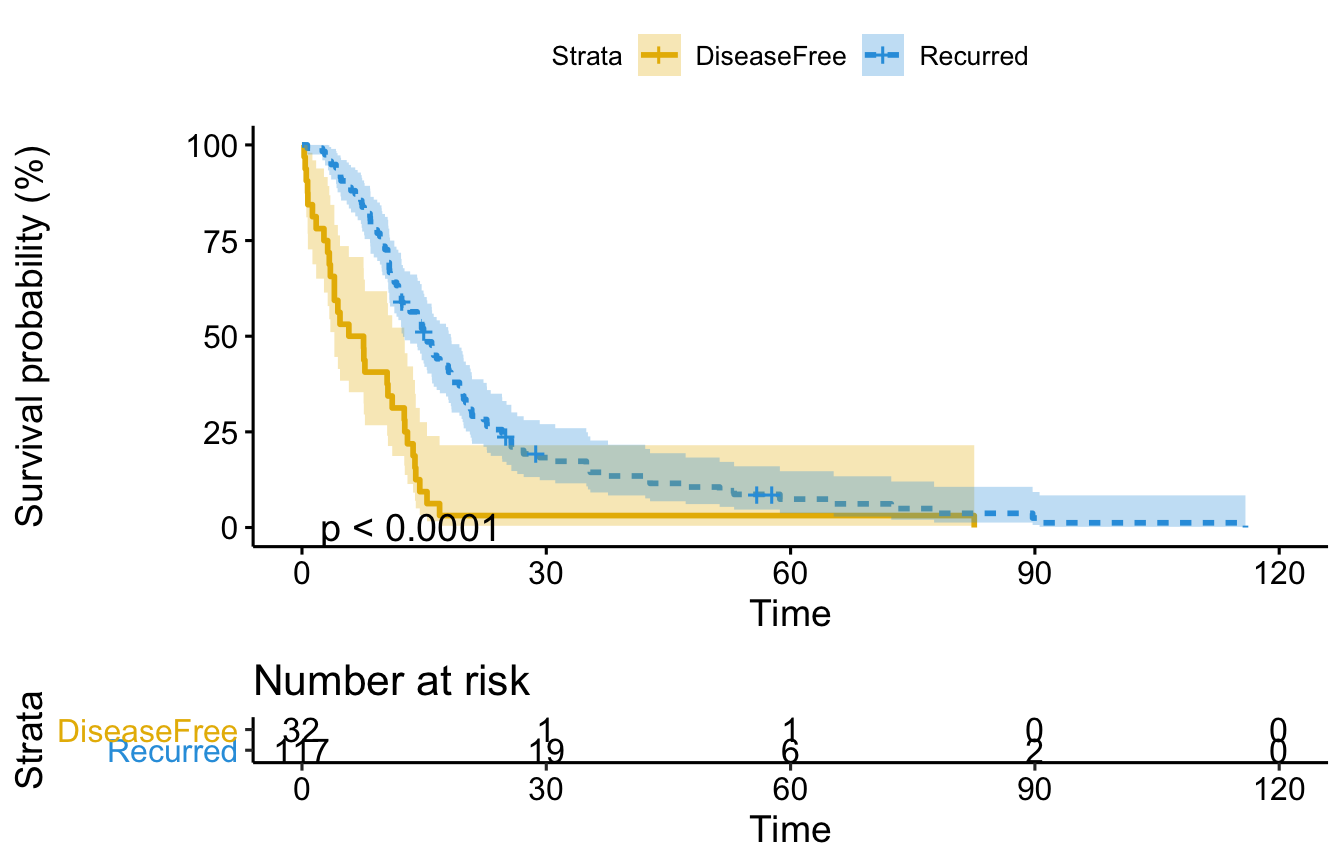 Strata DiseaseFree Recurred
Survival probability (%)
100
75
50
25
0
p < 0.0001
0 30 60 90 120
Time
Number at risk
Strata
DiseaseFree 32 1 1 0 0
Recurred 117 19 6 2 0
0 30 60 90 120
Time